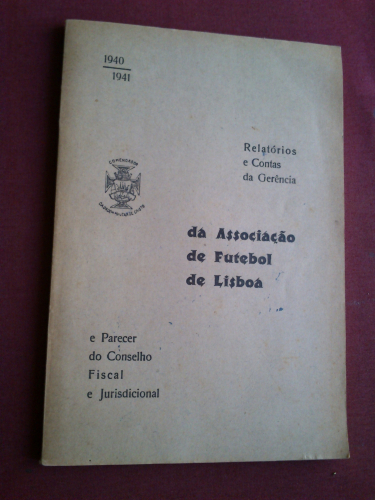 1940
1941
Relatórios
e Contas
da Gerência
da Associação
de Futebol
de Lisboa
e Parecer
do Conselho
Fiscal
e Jurisdicional